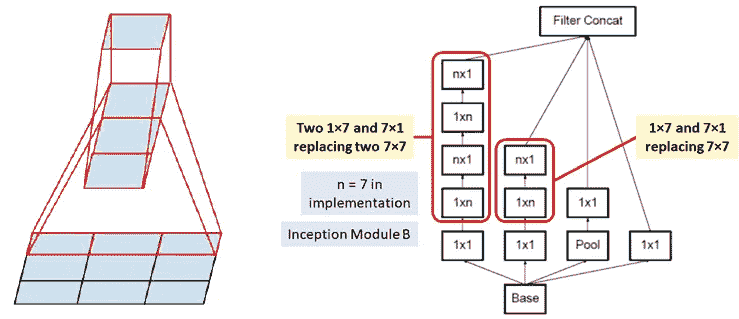 Filter Concat
nx1
Two 1×7 and 7×1
replacing two 7×7
1xn
1×7 and 7×1
replacing 7×7
nx1
nx1
n = 7 in
implementation
1xn
1xn
1x1
Inception Module B
1x1
1x1
Pool
1x1
Base